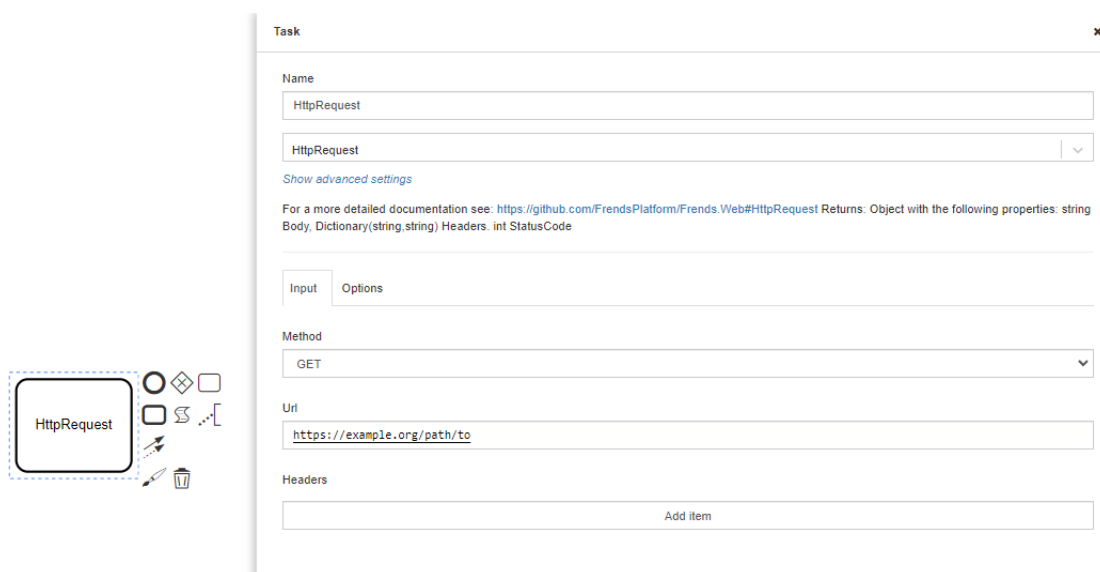 Task
Name
HttpRequest
HttpRequest
Show advanced settings
For a more detailed documentation see: https://github.com/FrendsPlatform/Frends.Web#HttpRequest Returns: Object with the following properties: string
Body, Dictionary(string,string) Headers. int StatusCode
Input Options
Method
GET
HttpRequest
Url
https://example.org/path/to
Headers
Add item